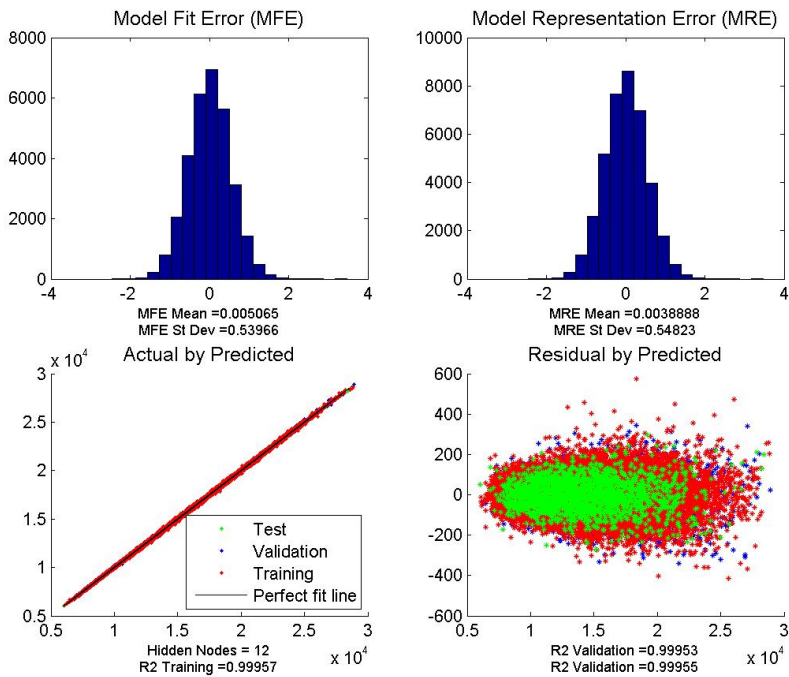 Model Fit Error (MFE)
8000
6000
4000
2000
0
-4 -2 0 2 4
MFE Mean =0.005065
MFE St Dev =0.53966
Model Representation Error (MRE)
10000
8000
6000
4000
2000
0
-4 -2 0 2 4
MRE Mean =0.0038888
MRE St Dev =0.54823
Actual by Predicted
x 10^4
3
2.5
2
1.5
1
0.5
0.5 1 1.5 2 2.5 3
x 10^4
Test
Validation
Training
Perfect fit line
Hidden Nodes = 12
R2 Training =0.99957
Residual by Predicted
600
400
200
0
-200
-400
-600
0.5 1 1.5 2 2.5 3
x 10^4
R2 Validation =0.99953
R2 Validation =0.99955